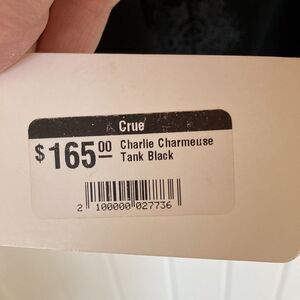 Crue
$165.00 Charlie Charmeuse
Tank Black
2 100000 027736